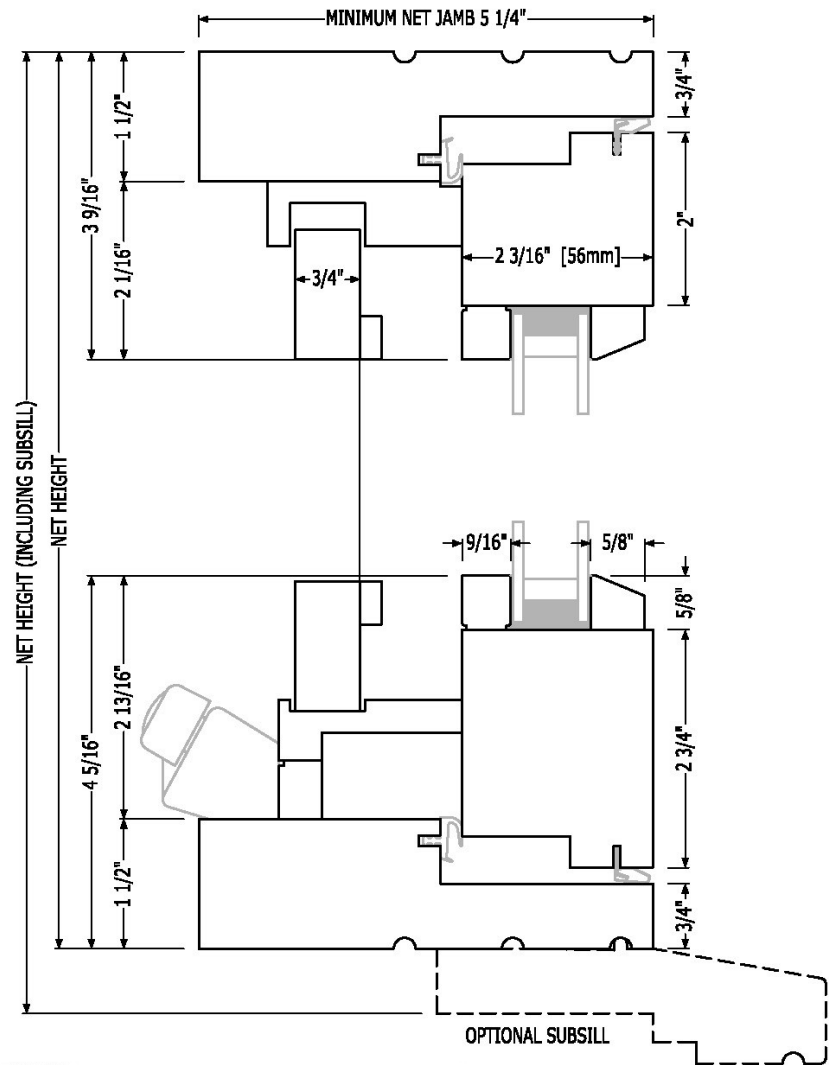 MINIMUM NET JAMB 5 1/4"
1 1/2"
3/4"
3 9/16"
2 1/16"
2"
2 3/16" [56mm]
3/4"
NET HEIGHT (INCLUDING SUBSILL)
NET HEIGHT
9/16"
5/8"
5/8"
2 13/16"
4 5/16"
2 3/4"
1 1/2"
3/4"
OPTIONAL SUBSILL